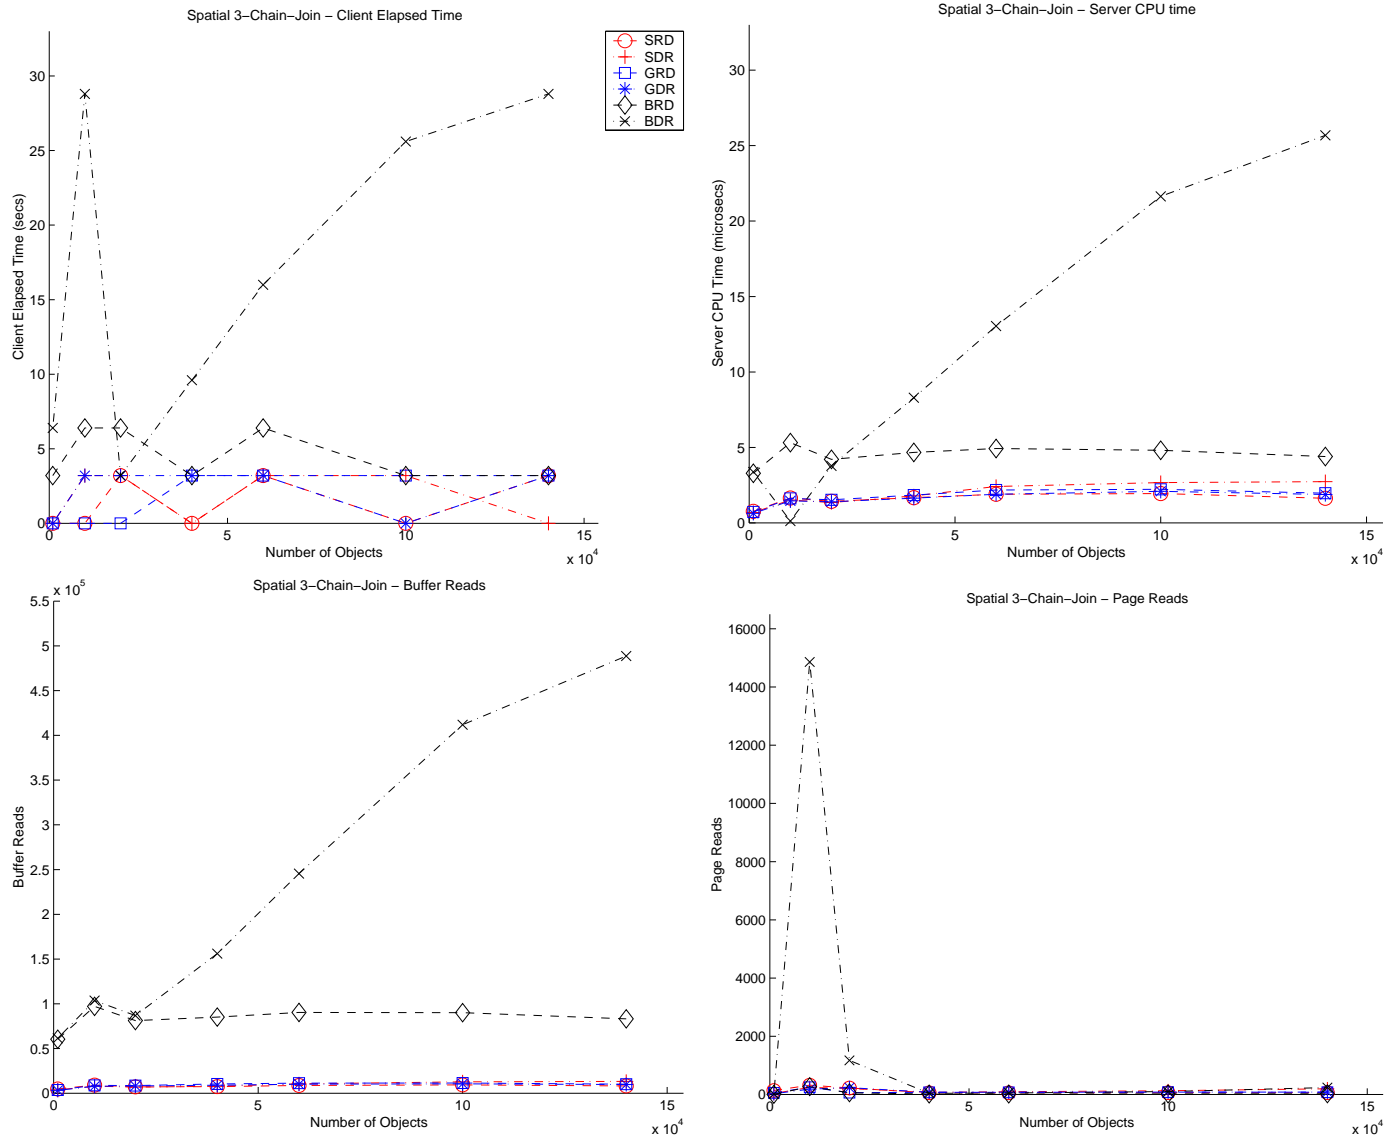 Spatial 3−Chain−Join − Client Elapsed Time
30
25
20
15
10
5
0
0
5
10
15
x 10^4
Client Elapsed Time (secs)
Number of Objects
SRD
SDR
GRD
GDR
BRD
BDR
Spatial 3−Chain−Join − Server CPU time
30
25
20
15
10
5
0
0
5
10
15
x 10^4
Server CPU Time (microsecs)
Number of Objects
Spatial 3−Chain−Join − Buffer Reads
x 10^5
5.5
5
4.5
4
3.5
3
2.5
2
1.5
1
0.5
0
0
5
10
15
x 10^4
Buffer Reads
Number of Objects
Spatial 3−Chain−Join − Page Reads
16000
14000
12000
10000
8000
6000
4000
2000
0
0
5
10
15
x 10^4
Page Reads
Number of Objects